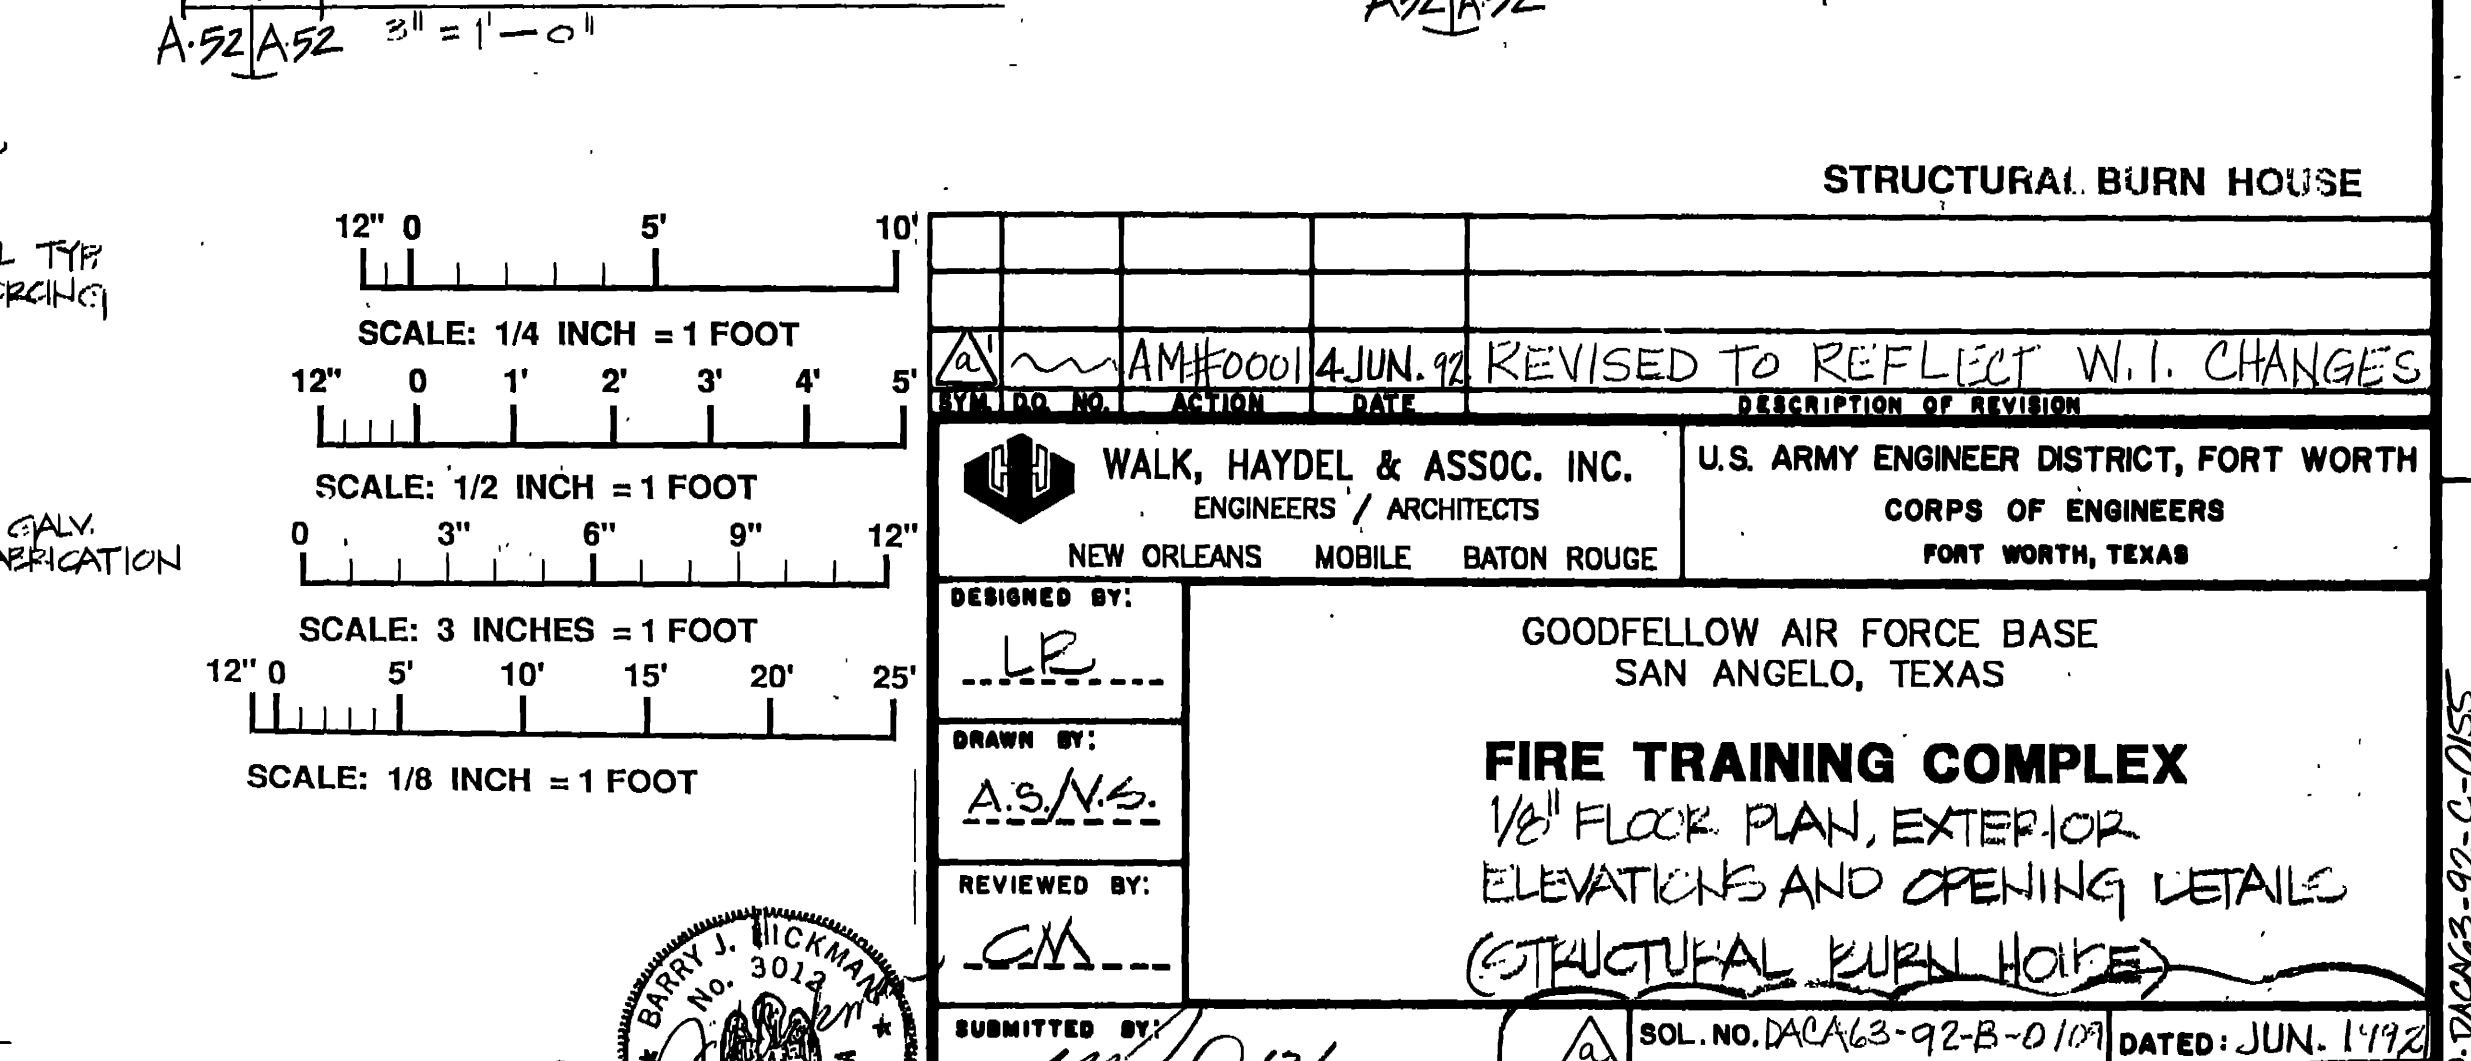 A.52 A.52 3" = 1'-0"
STRUCTURAL BURN HOUSE
L TYP.
12" 0 5' 10'
SCALE: 1/4 INCH = 1 FOOT
12" 0 1' 2' 3' 4' 5'
SCALE: 1/2 INCH = 1 FOOT
GALV.
0 3" 6" 9" 12"
SCALE: 3 INCHES = 1 FOOT
12" 0 5' 10' 15' 20' 25'
SCALE: 1/8 INCH = 1 FOOT
a AM#0001 4 JUN. 92 REVISED TO REFLECT W.I. CHANGES
SYM. D.O. NO. ACTION DATE DESCRIPTION OF REVISION
WALK, HAYDEL & ASSOC. INC.
ENGINEERS / ARCHITECTS
NEW ORLEANS MOBILE BATON ROUGE
U.S. ARMY ENGINEER DISTRICT, FORT WORTH
CORPS OF ENGINEERS
FORT WORTH, TEXAS
DESIGNED BY:
LR
DRAWN BY:
A.S./V.S.
REVIEWED BY:
CM
SUBMITTED BY:
GOODFELLOW AIR FORCE BASE
SAN ANGELO, TEXAS
FIRE TRAINING COMPLEX
1/8" FLOOR PLAN, EXTERIOR
ELEVATIONS AND OPENING DETAILS
(STRUCTURAL BURN HOUSE)
BARRY J. HICKMAN
No. 3012
a SOL. NO. DACA63-92-B-0109 DATED: JUN. 1992
DACA63-92-C-0155